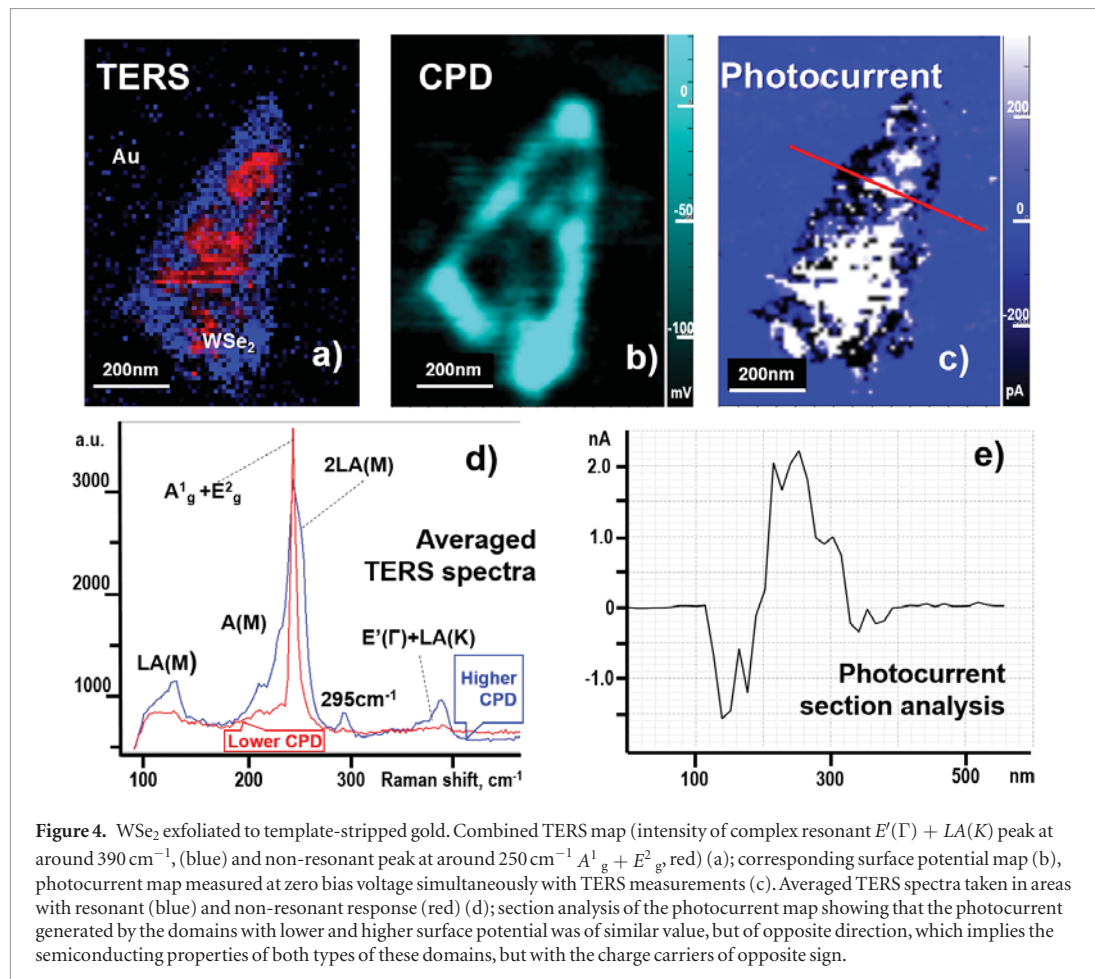 TERS
Au
WSe₂
a)
200nm
CPD
b)
0
-50
-100
mV
Photocurrent
c)
200nm
200
0
-200
pA
a.u.
3000
2000
1000
d)
A¹g +E²g
2LA(M)
Averaged
TERS spectra
A(M)
LA(M)
E'(Γ)+LA(K)
295cm⁻¹
Higher
CPD
Lower CPD
100 200 300 Raman shift, cm⁻¹
nA
2.0
1.0
0
-1.0
e)
Photocurrent
section analysis
100 300 500 nm
Figure 4. WSe₂ exfoliated to template-stripped gold. Combined TERS map (intensity of complex resonant E′(Γ) + LA(K) peak at
around 390 cm⁻¹, (blue) and non-resonant peak at around 250 cm⁻¹ A¹g + E²g, red) (a); corresponding surface potential map (b),
photocurrent map measured at zero bias voltage simultaneously with TERS measurements (c). Averaged TERS spectra taken in areas
with resonant (blue) and non-resonant response (red) (d); section analysis of the photocurrent map showing that the photocurrent
generated by the domains with lower and higher surface potential was of similar value, but of opposite direction, which implies the
semiconducting properties of both types of these domains, but with the charge carriers of opposite sign.